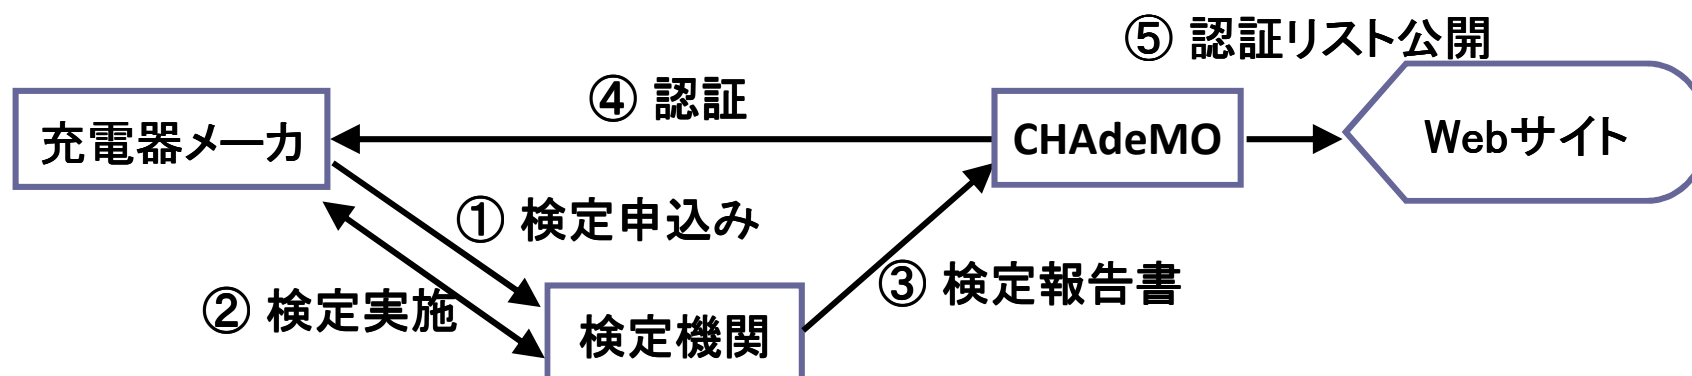 ⑤ 認証リスト公開
④ 認証
充電器メーカ
CHAdeMO
Webサイト
① 検定申込み
③ 検定報告書
② 検定実施
検定機関